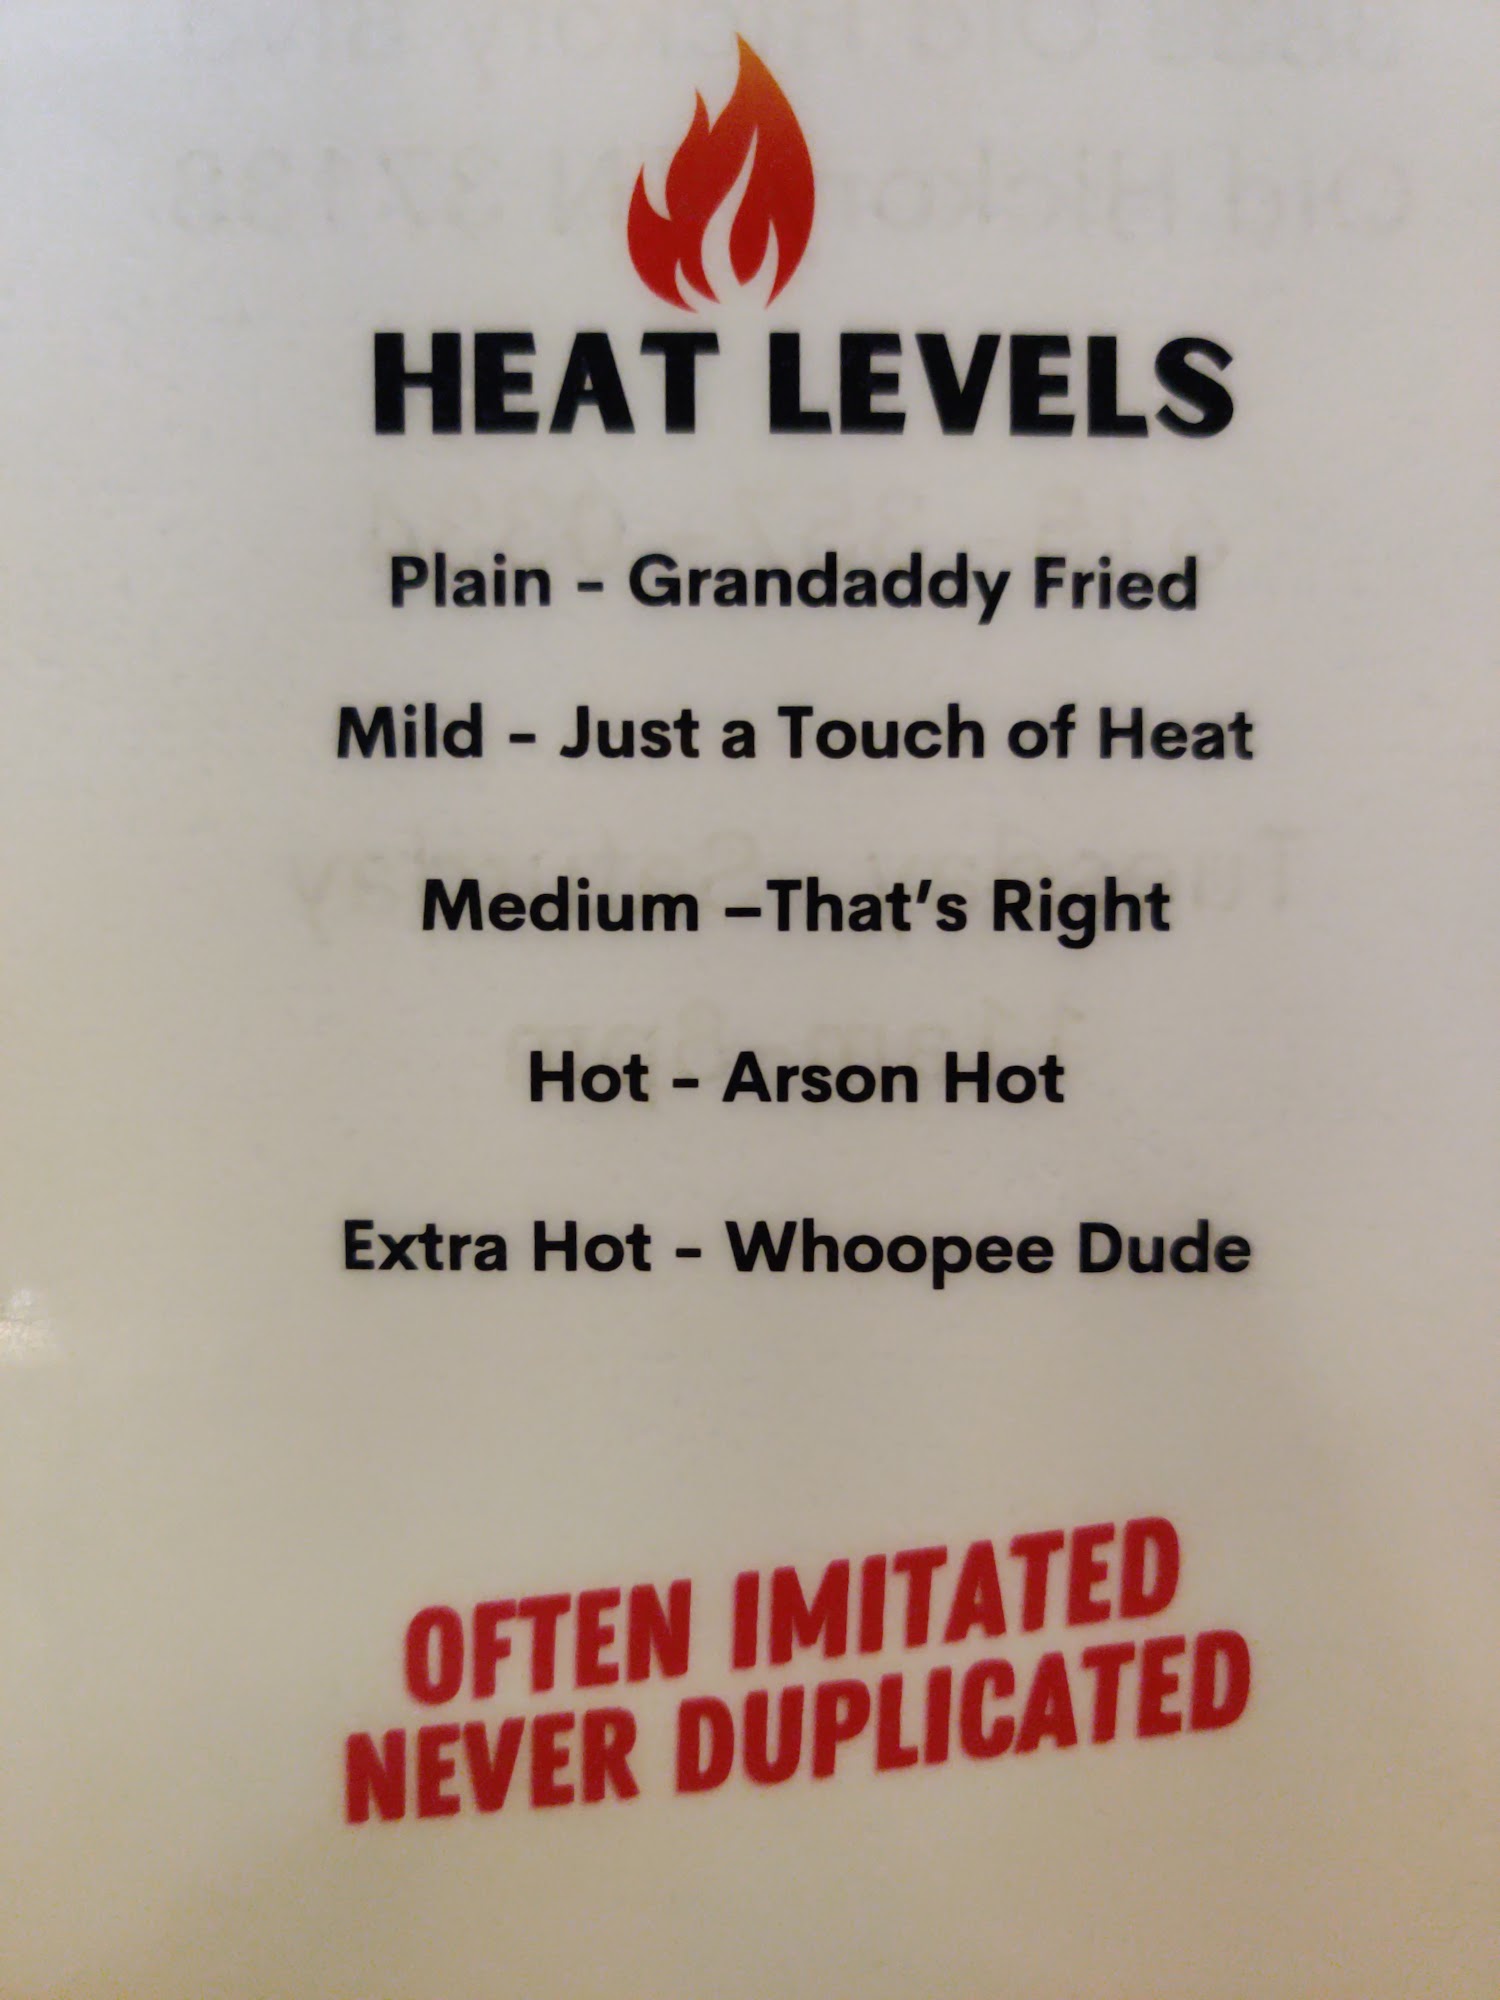 HEAT LEVELS
Plain - Grandaddy Fried
Mild - Just a Touch of Heat
Medium –That's Right
Hot - Arson Hot
Extra Hot - Whoopee Dude
OFTEN IMITATED
NEVER DUPLICATED